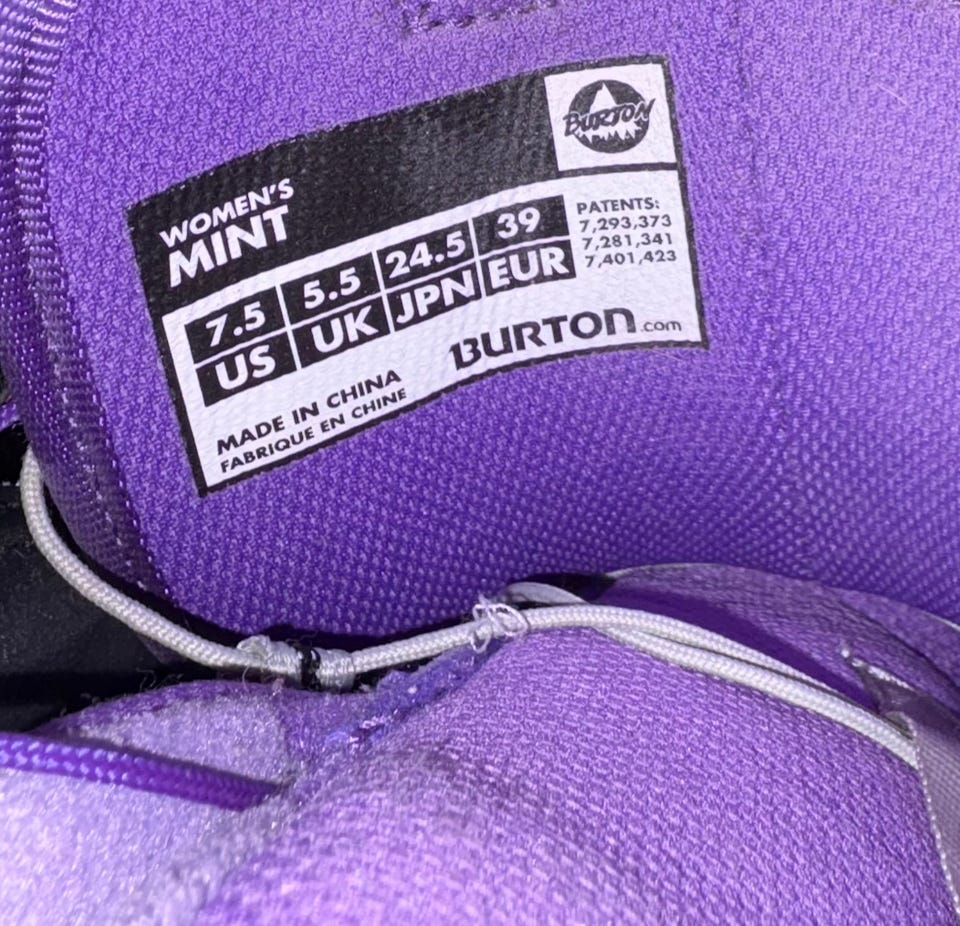 BURTON
WOMEN'S
MINT
7.5 5.5 24.5 39
US UK JPN EUR
PATENTS:
7,293,373
7,281,341
7,401,423
MADE IN CHINA
FABRIQUE EN CHINE
BURTON.com